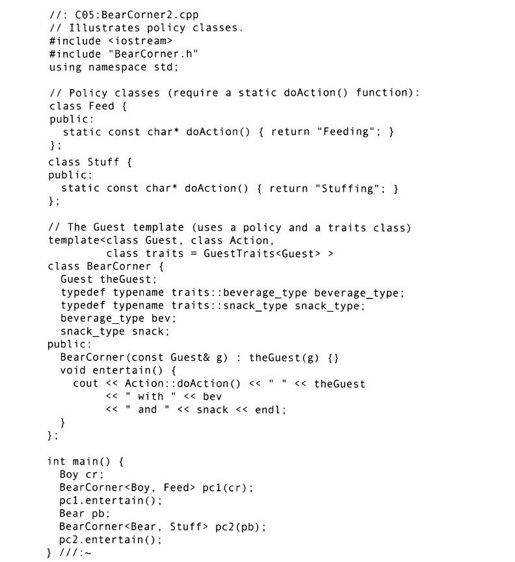 //: C05:BearCorner2.cpp
// Illustrates policy classes.
#include <iostream>
#include "BearCorner.h"
using namespace std;

// Policy classes (require a static doAction() function):
class Feed {
public:
  static const char* doAction() { return "Feeding"; }
};
class Stuff {
public:
  static const char* doAction() { return "Stuffing"; }
};

// The Guest template (uses a policy and a traits class)
template<class Guest, class Action,
         class traits = GuestTraits<Guest> >
class BearCorner {
  Guest theGuest;
  typedef typename traits::beverage_type beverage_type;
  typedef typename traits::snack_type snack_type;
  beverage_type bev;
  snack_type snack;
public:
  BearCorner(const Guest& g) : theGuest(g) {}
  void entertain() {
    cout << Action::doAction() << " " << theGuest
         << " with " << bev
         << " and " << snack << endl;
  }
};

int main() {
  Boy cr;
  BearCorner<Boy, Feed> pc1(cr);
  pc1.entertain();
  Bear pb;
  BearCorner<Bear, Stuff> pc2(pb);
  pc2.entertain();
} ///:~